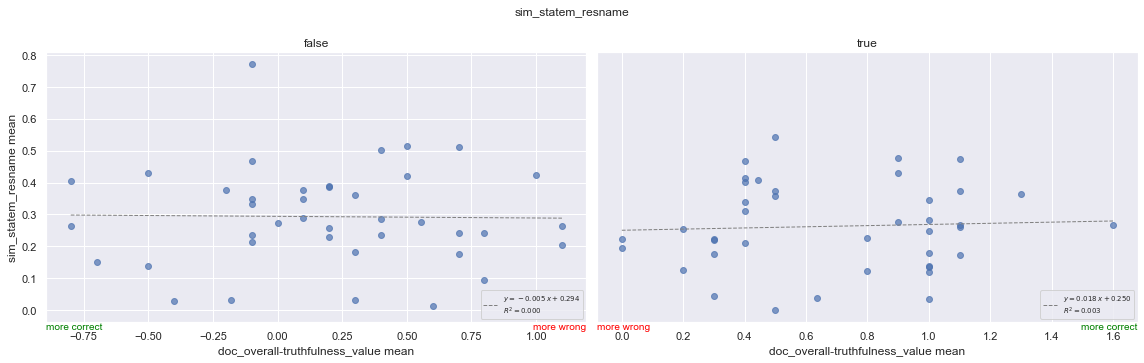 sim_statem_resname
false
true
sim_statem_resname mean
0.8
0.7
0.6
0.5
0.4
0.3
0.2
0.1
0.0
y = −0.005 x + 0.294
R² = 0.000
y = 0.018 x + 0.250
R² = 0.003
more correct
more wrong
more wrong
more correct
−0.75 −0.50 −0.25 0.00 0.25 0.50 0.75 1.00
0.0 0.2 0.4 0.6 0.8 1.0 1.2 1.4 1.6
doc_overall-truthfulness_value mean
doc_overall-truthfulness_value mean